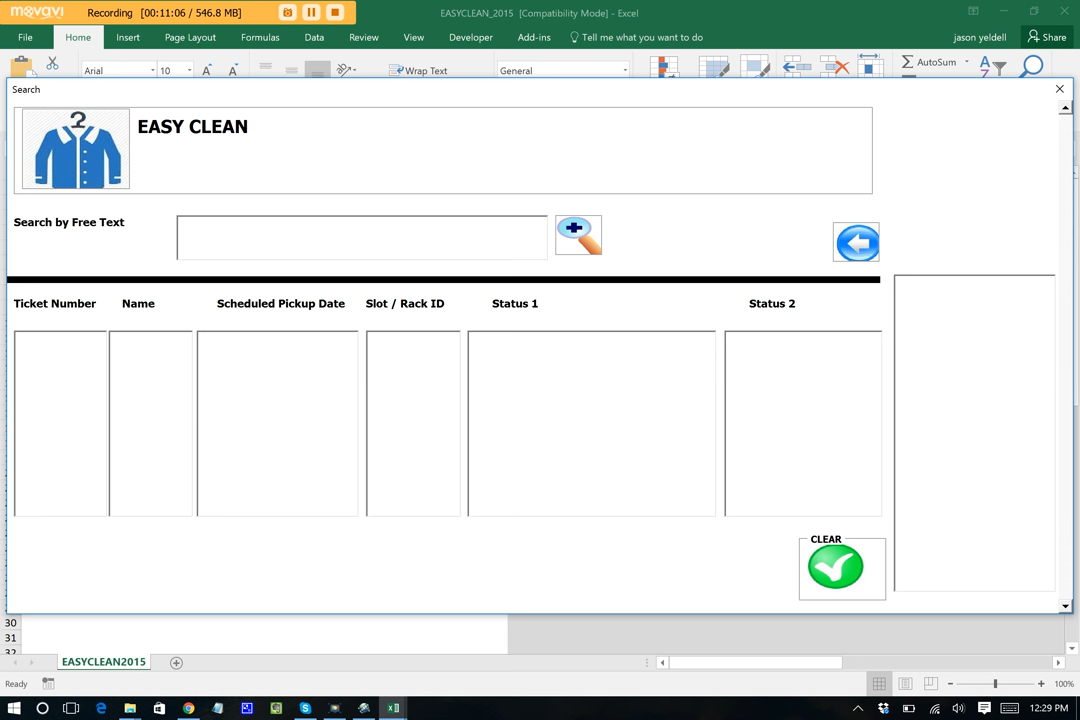 movavi Recording [00:11:06 / 546.8 MB] EASYCLEAN_2015 [Compatibility Mode] - Excel
File Home Insert Page Layout Formulas Data Review View Developer Add-ins Tell me what you want to do jason yeldell Share
Arial 10 A A Wrap Text General AutoSum
Search
EASY CLEAN
Search by Free Text
Ticket Number Name Scheduled Pickup Date Slot / Rack ID Status 1 Status 2
CLEAR
30
31
32
EASYCLEAN2015
Ready 100%
12:29 PM